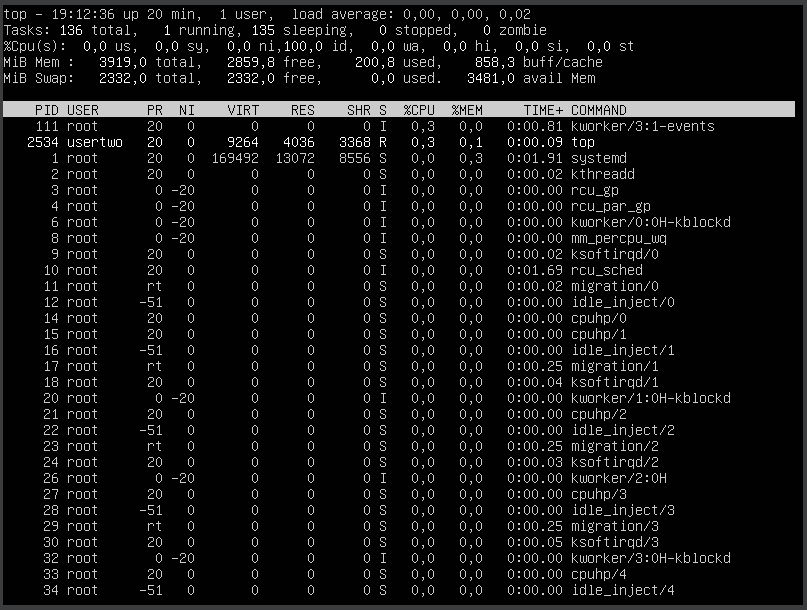 top - 19:12:36 up 20 min,  1 user,  load average: 0,00, 0,00, 0,02
Tasks: 136 total,   1 running, 135 sleeping,   0 stopped,   0 zombie
%Cpu(s):  0,0 us,  0,0 sy,  0,0 ni,100,0 id,  0,0 wa,  0,0 hi,  0,0 si,  0,0 st
MiB Mem :   3919,0 total,   2859,8 free,    200,8 used,    858,3 buff/cache
MiB Swap:   2332,0 total,   2332,0 free,      0,0 used.   3481,0 avail Mem
PID USER      PR  NI    VIRT    RES    SHR S  %CPU  %MEM     TIME+ COMMAND
111 root      20   0       0      0      0 I   0,3   0,0   0:00.81 kworker/3:1-events
2534 usertwo   20   0    9264   4036   3368 R   0,3   0,1   0:00.09 top
1 root      20   0  169492  13072   8556 S   0,0   0,3   0:01.91 systemd
2 root      20   0       0      0      0 S   0,0   0,0   0:00.02 kthreadd
3 root       0 -20       0      0      0 I   0,0   0,0   0:00.00 rcu_gp
4 root       0 -20       0      0      0 I   0,0   0,0   0:00.00 rcu_par_gp
6 root       0 -20       0      0      0 I   0,0   0,0   0:00.00 kworker/0:0H-kblockd
8 root       0 -20       0      0      0 I   0,0   0,0   0:00.00 mm_percpu_wq
9 root      20   0       0      0      0 S   0,0   0,0   0:00.02 ksoftirqd/0
10 root      20   0       0      0      0 I   0,0   0,0   0:01.69 rcu_sched
11 root      rt   0       0      0      0 S   0,0   0,0   0:00.02 migration/0
12 root     -51   0       0      0      0 S   0,0   0,0   0:00.00 idle_inject/0
14 root      20   0       0      0      0 S   0,0   0,0   0:00.00 cpuhp/0
15 root      20   0       0      0      0 S   0,0   0,0   0:00.00 cpuhp/1
16 root     -51   0       0      0      0 S   0,0   0,0   0:00.00 idle_inject/1
17 root      rt   0       0      0      0 S   0,0   0,0   0:00.25 migration/1
18 root      20   0       0      0      0 S   0,0   0,0   0:00.04 ksoftirqd/1
20 root       0 -20       0      0      0 I   0,0   0,0   0:00.00 kworker/1:0H-kblockd
21 root      20   0       0      0      0 S   0,0   0,0   0:00.00 cpuhp/2
22 root     -51   0       0      0      0 S   0,0   0,0   0:00.00 idle_inject/2
23 root      rt   0       0      0      0 S   0,0   0,0   0:00.25 migration/2
24 root      20   0       0      0      0 S   0,0   0,0   0:00.03 ksoftirqd/2
26 root       0 -20       0      0      0 I   0,0   0,0   0:00.00 kworker/2:0H
27 root      20   0       0      0      0 S   0,0   0,0   0:00.00 cpuhp/3
28 root     -51   0       0      0      0 S   0,0   0,0   0:00.00 idle_inject/3
29 root      rt   0       0      0      0 S   0,0   0,0   0:00.25 migration/3
30 root      20   0       0      0      0 S   0,0   0,0   0:00.05 ksoftirqd/3
32 root       0 -20       0      0      0 I   0,0   0,0   0:00.00 kworker/3:0H-kblockd
33 root      20   0       0      0      0 S   0,0   0,0   0:00.00 cpuhp/4
34 root     -51   0       0      0      0 S   0,0   0,0   0:00.00 idle_inject/4